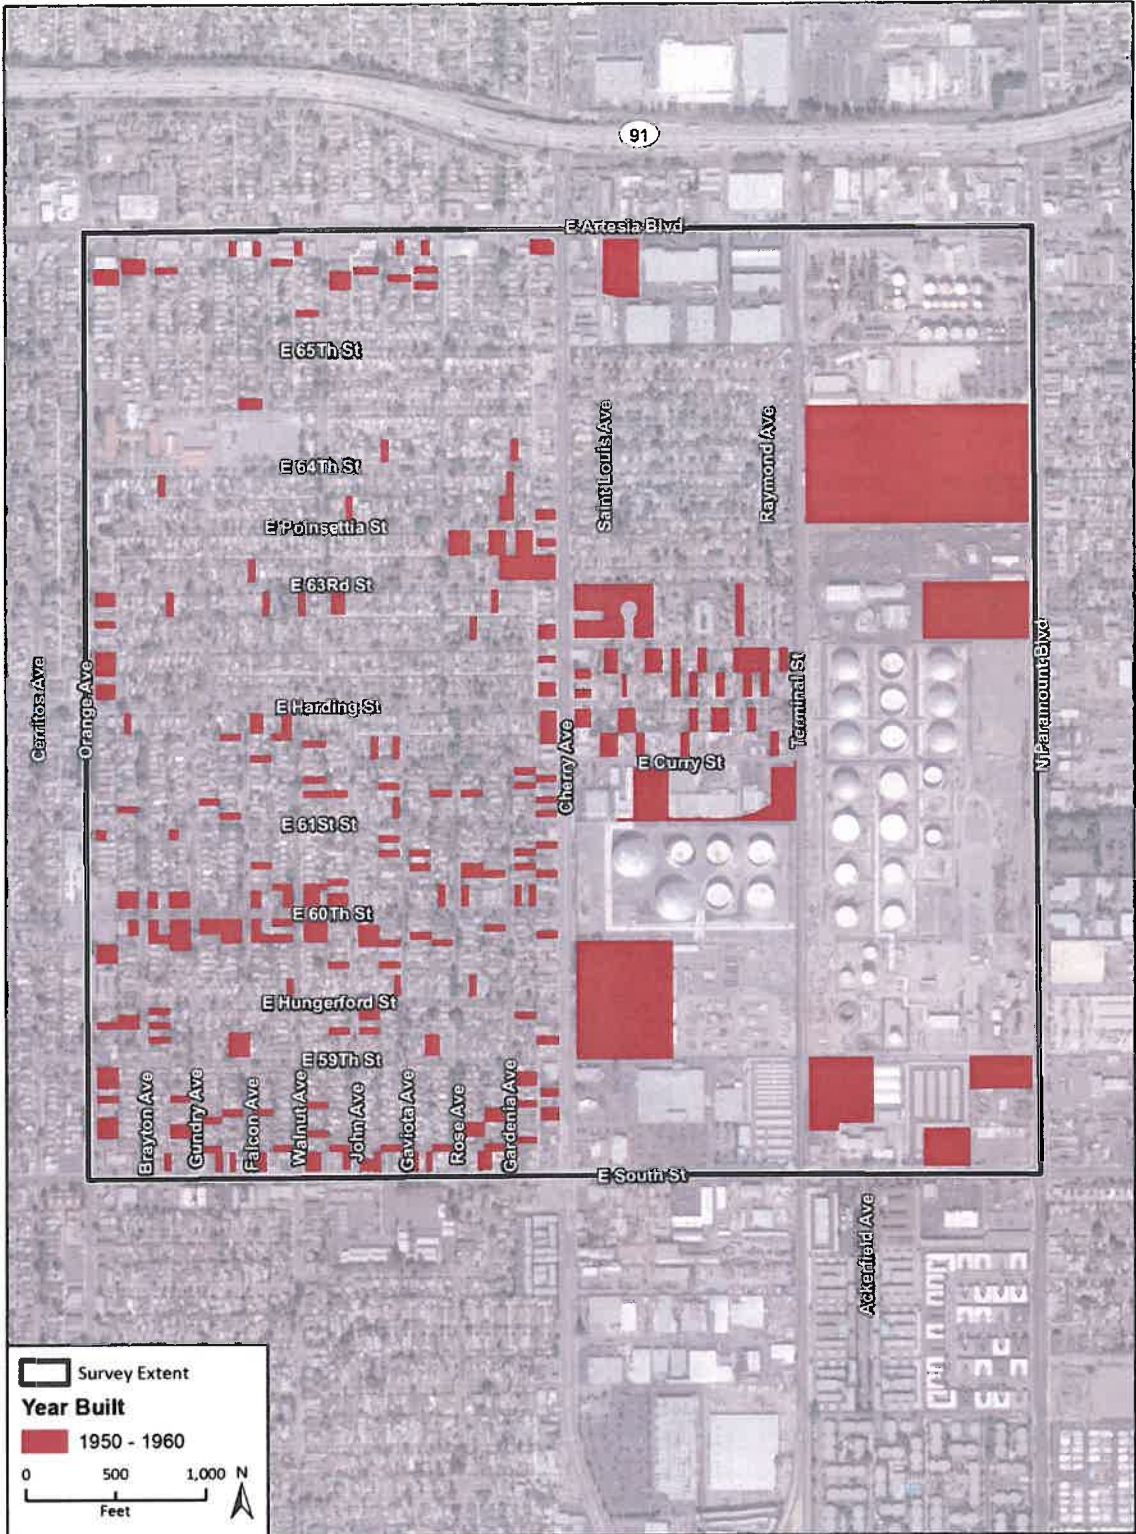 91
E Artesia Blvd
E 65Th St
Saint Louis Ave
Raymond Ave
E 64Th St
E Poinsettia St
E 63Rd St
Cerritos Ave
Orange Ave
E Harding St
Cherry Ave
Terminal St
N Paramount Blvd
E Curry St
E 61St St
E 60Th St
E Hungerford St
E 59Th St
Brayton Ave
Gundry Ave
Falcon Ave
Walnut Ave
John Ave
Gaviota Ave
Rose Ave
Gardenia Ave
E South St
Ackerfield Ave
Survey Extent
Year Built
1950 - 1960
0 500 1,000 N
Feet